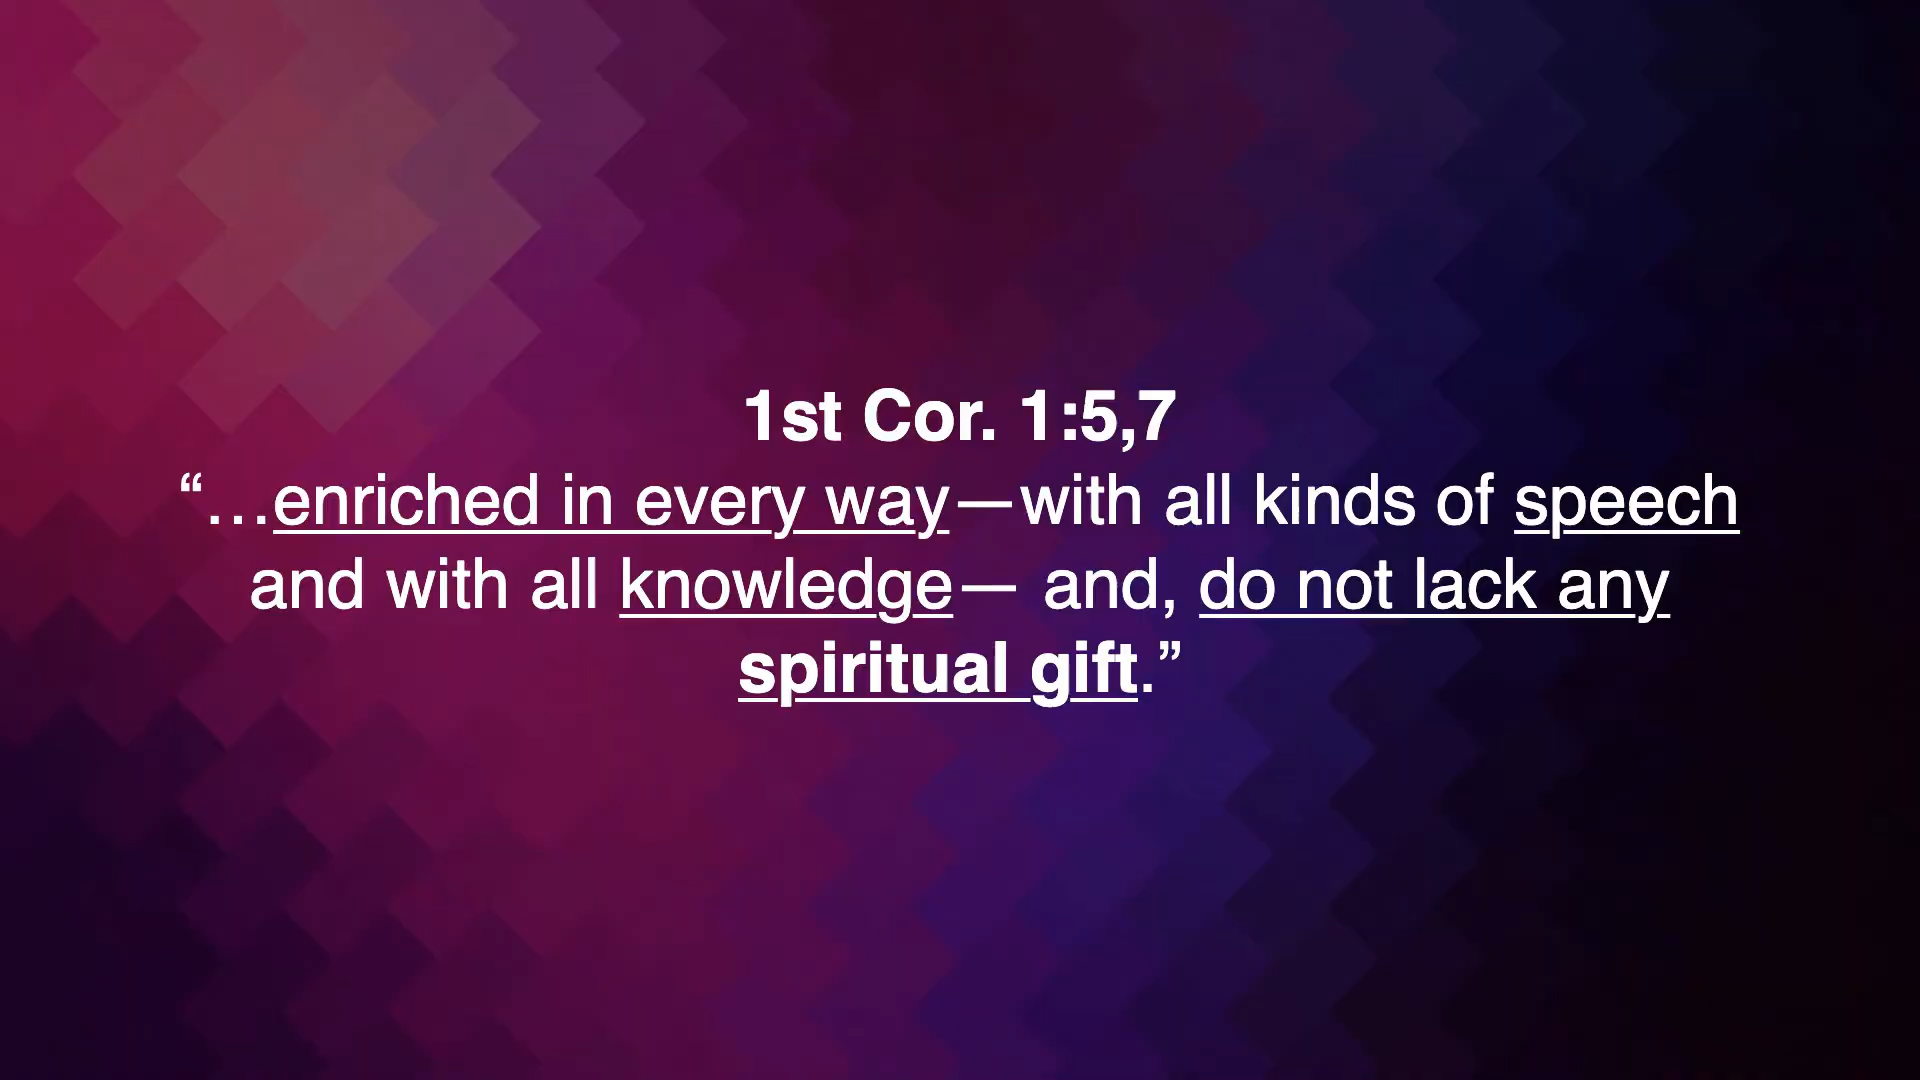 1st Cor. 1:5,7
“…enriched in every way—with all kinds of speech
and with all knowledge— and, do not lack any
spiritual gift.”